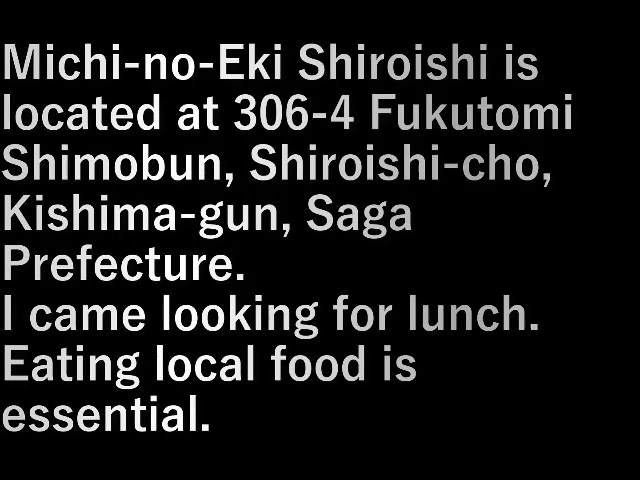 Michi-no-Eki Shiroishi is
located at 306-4 Fukutomi
Shimobun, Shiroishi-cho,
Kishima-gun, Saga
Prefecture.
I came looking for lunch.
Eating local food is
essential.